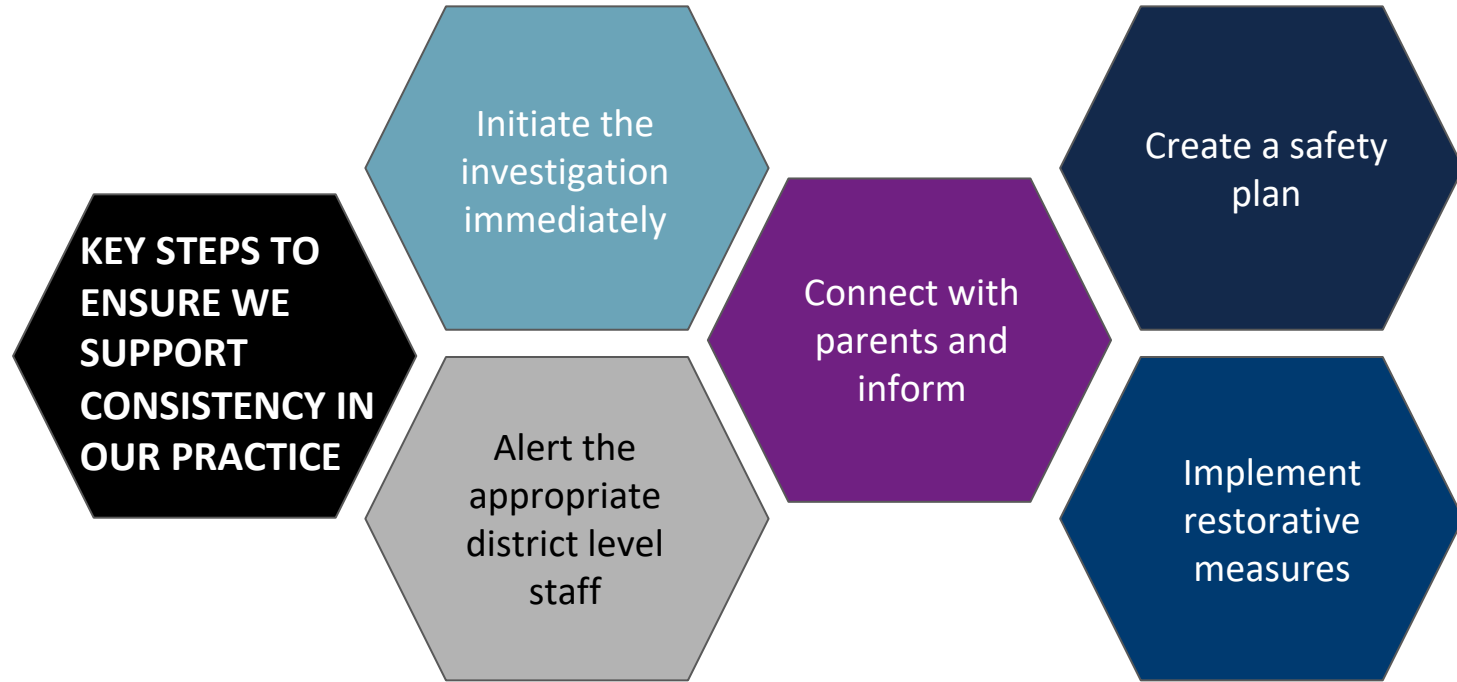 KEY STEPS TO
ENSURE WE
SUPPORT
CONSISTENCY IN
OUR PRACTICE
Initiate the
investigation
immediately
Alert the
appropriate
district level
staff
Connect with
parents and
inform
Create a safety
plan
Implement
restorative
measures